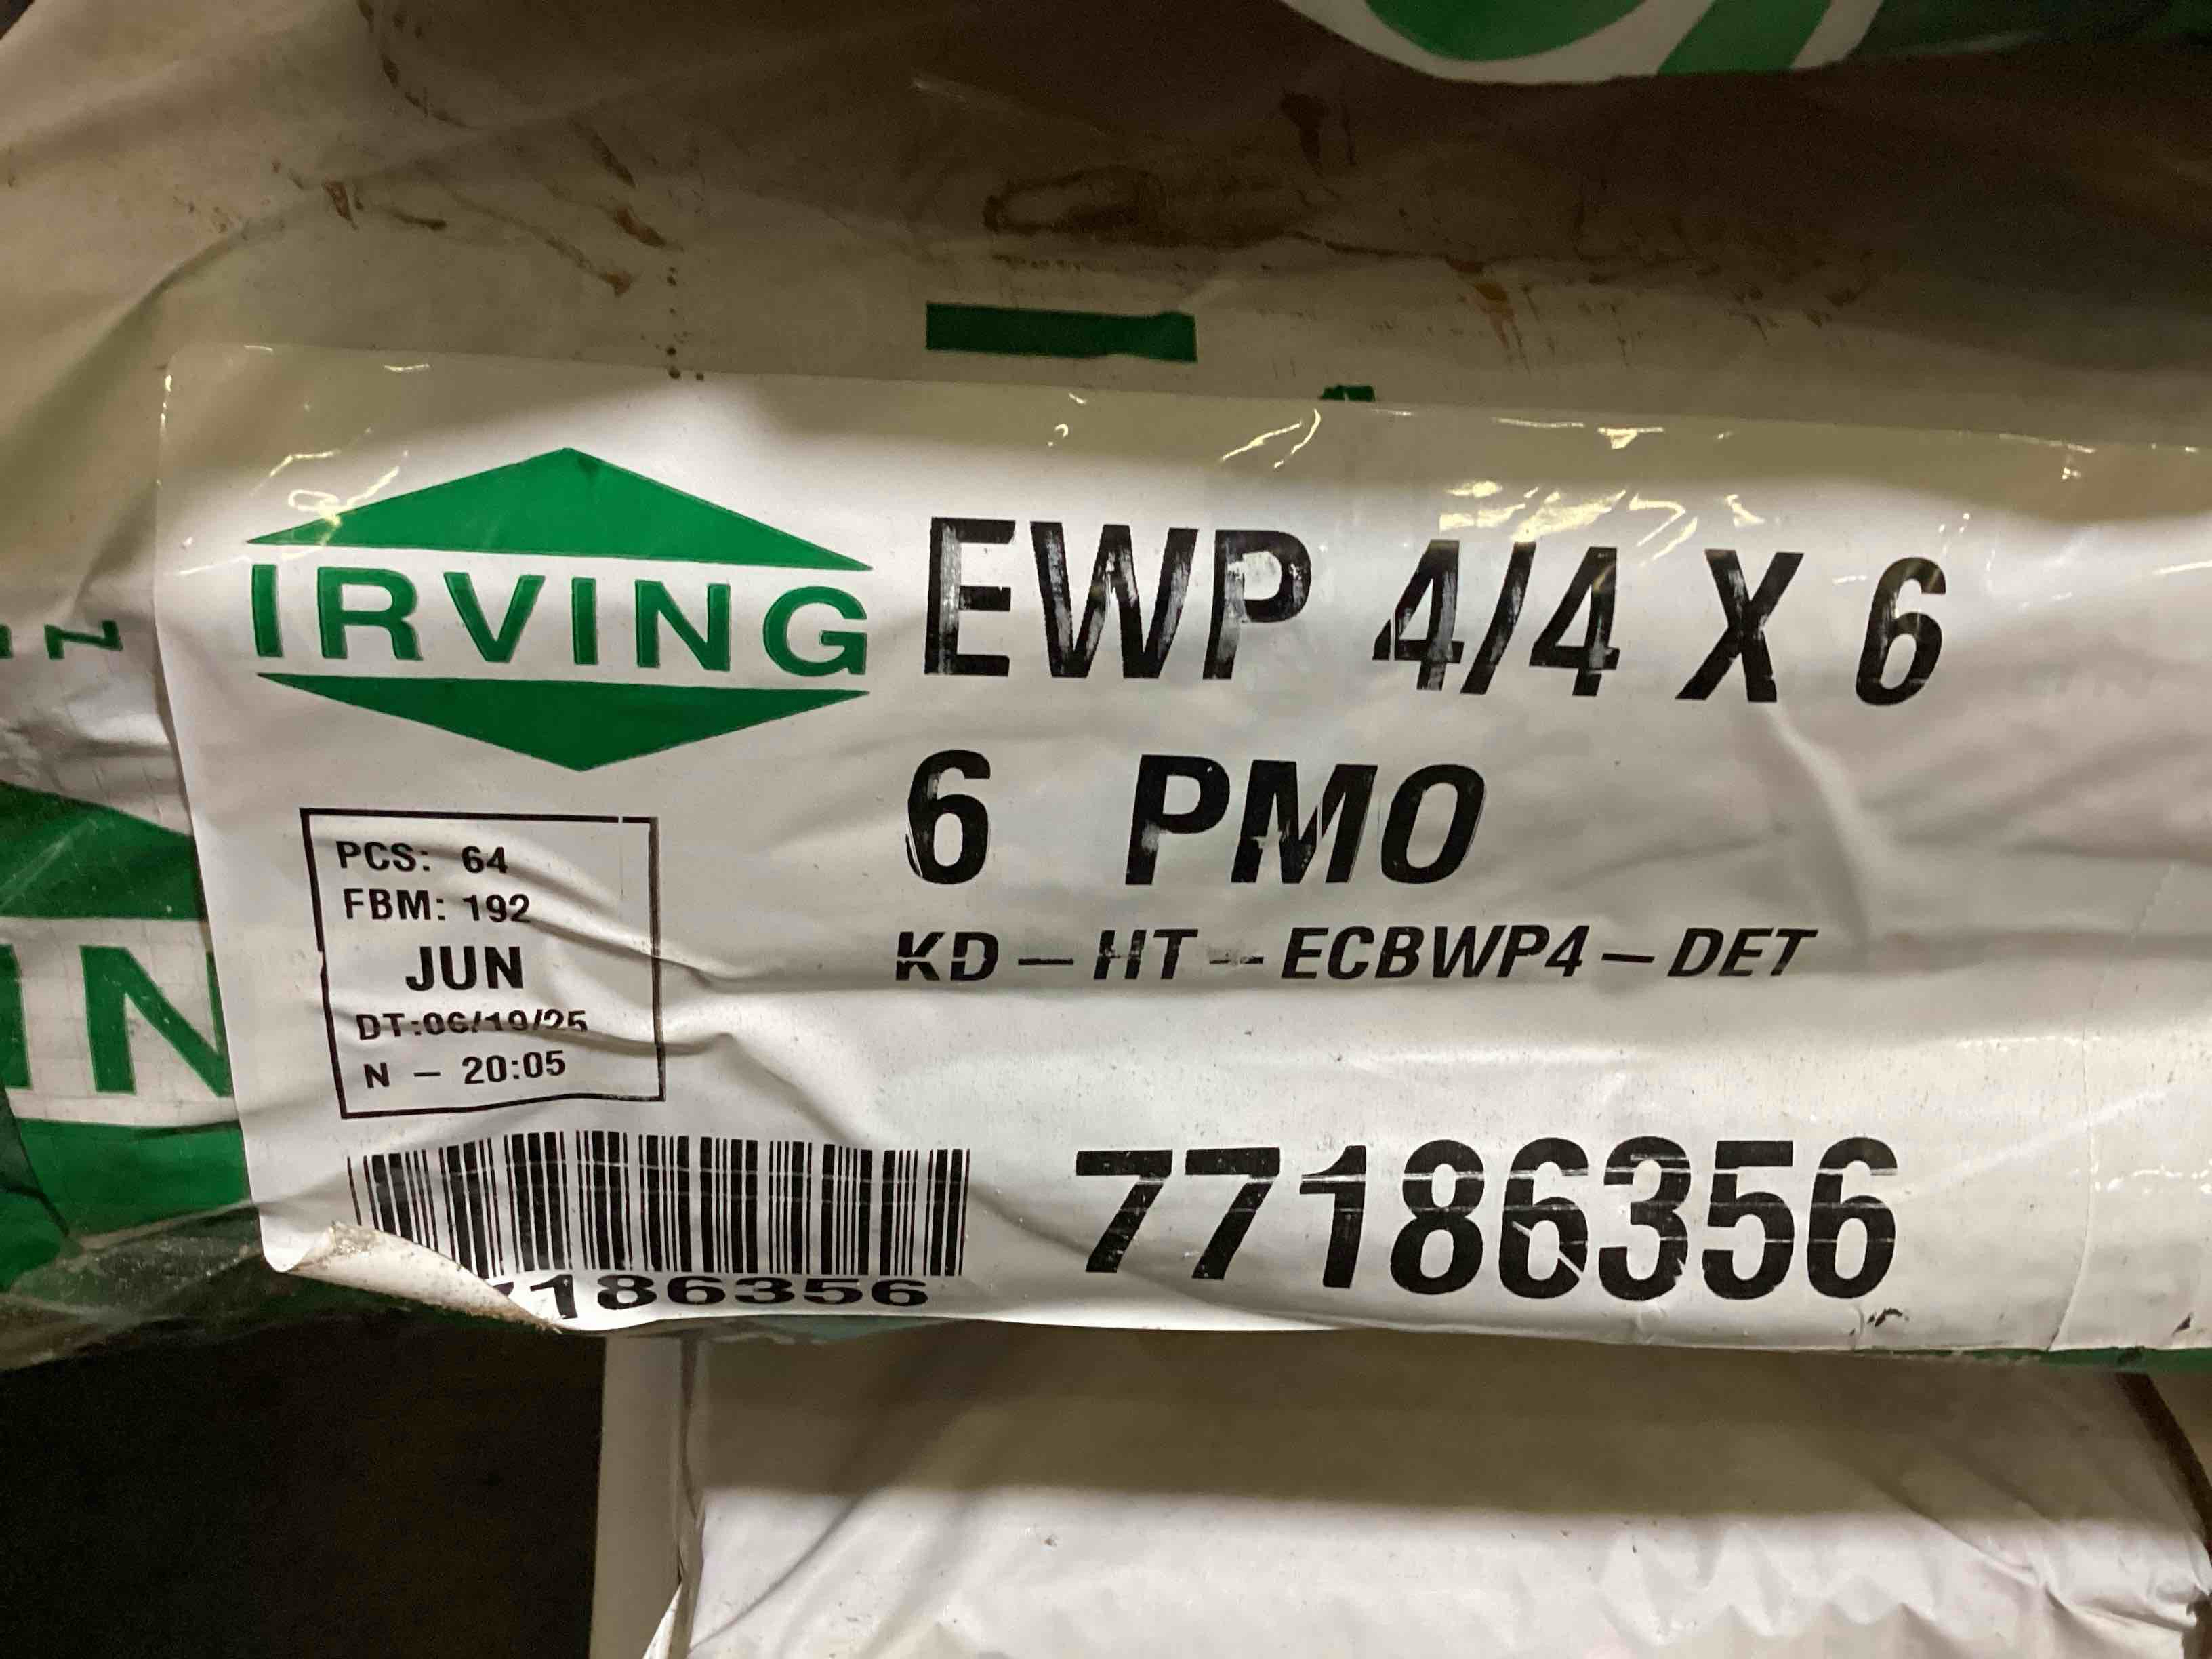 IRVING
EWP 4/4 X 6
6 PMO
KD-HT--ECBWP4-DET
PCS: 64
FBM: 192
JUN
DT:06/19/25
N - 20:05
77186356
7186356